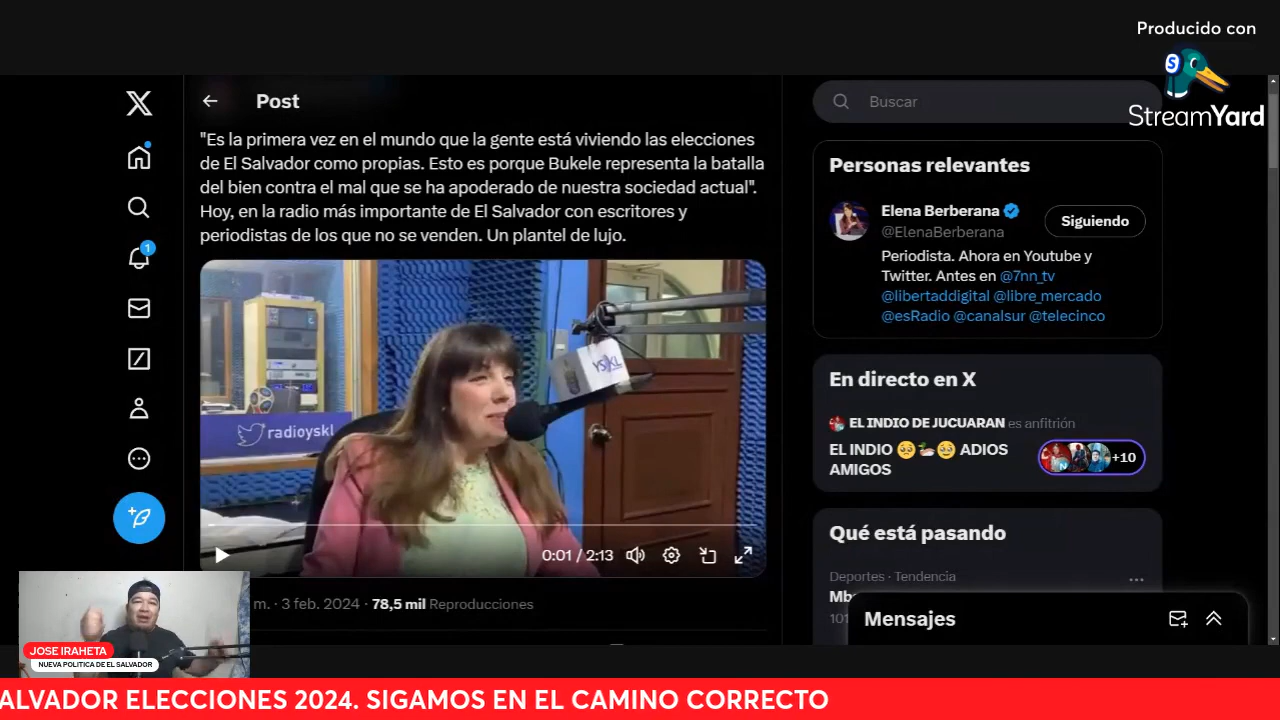 Producido con
StreamYard
Post
"Es la primera vez en el mundo que la gente está viviendo las elecciones
de El Salvador como propias. Esto es porque Bukele representa la batalla
del bien contra el mal que se ha apoderado de nuestra sociedad actual".
Hoy, en la radio más importante de El Salvador con escritores y
periodistas de los que no se venden. Un plantel de lujo.
radioyskl
YSKL
0:01 / 2:13
m. · 3 feb. 2024 · 78,5 mil Reproducciones
1
Buscar
Personas relevantes
Elena Berberana
@ElenaBerberana
Siguiendo
Periodista. Ahora en Youtube y
Twitter. Antes en @7nn_tv
@libertaddigital @libre_mercado
@esRadio @canalsur @telecinco
En directo en X
EL INDIO DE JUCUARAN es anfitrión
EL INDIO 🥺🦆🥹 ADIOS
AMIGOS
+10
Qué está pasando
Deportes · Tendencia
Mensajes
JOSE IRAHETA
NUEVA POLITICA DE EL SALVADOR
ALVADOR ELECCIONES 2024. SIGAMOS EN EL CAMINO CORRECTO